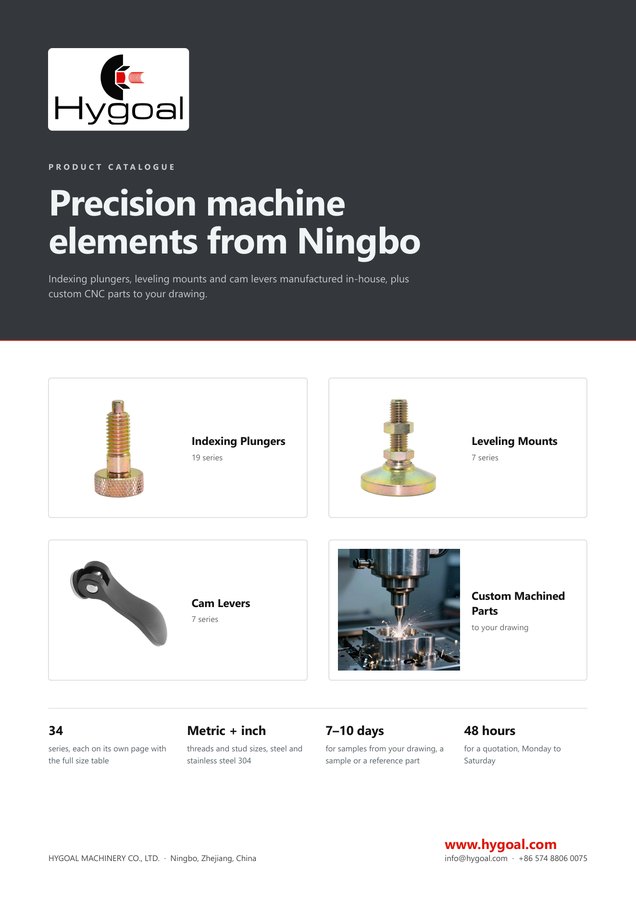 Hygoal
PRODUCT CATALOGUE
Precision machine
elements from Ningbo
Indexing plungers, leveling mounts and cam levers manufactured in-house, plus
custom CNC parts to your drawing.
Indexing Plungers
19 series
Leveling Mounts
7 series
Cam Levers
7 series
Custom Machined
Parts
to your drawing
34
series, each on its own page with
the full size table
Metric + inch
threads and stud sizes, steel and
stainless steel 304
7–10 days
for samples from your drawing, a
sample or a reference part
48 hours
for a quotation, Monday to
Saturday
www.hygoal.com
HYGOAL MACHINERY CO., LTD. · Ningbo, Zhejiang, China
info@hygoal.com · +86 574 8806 0075